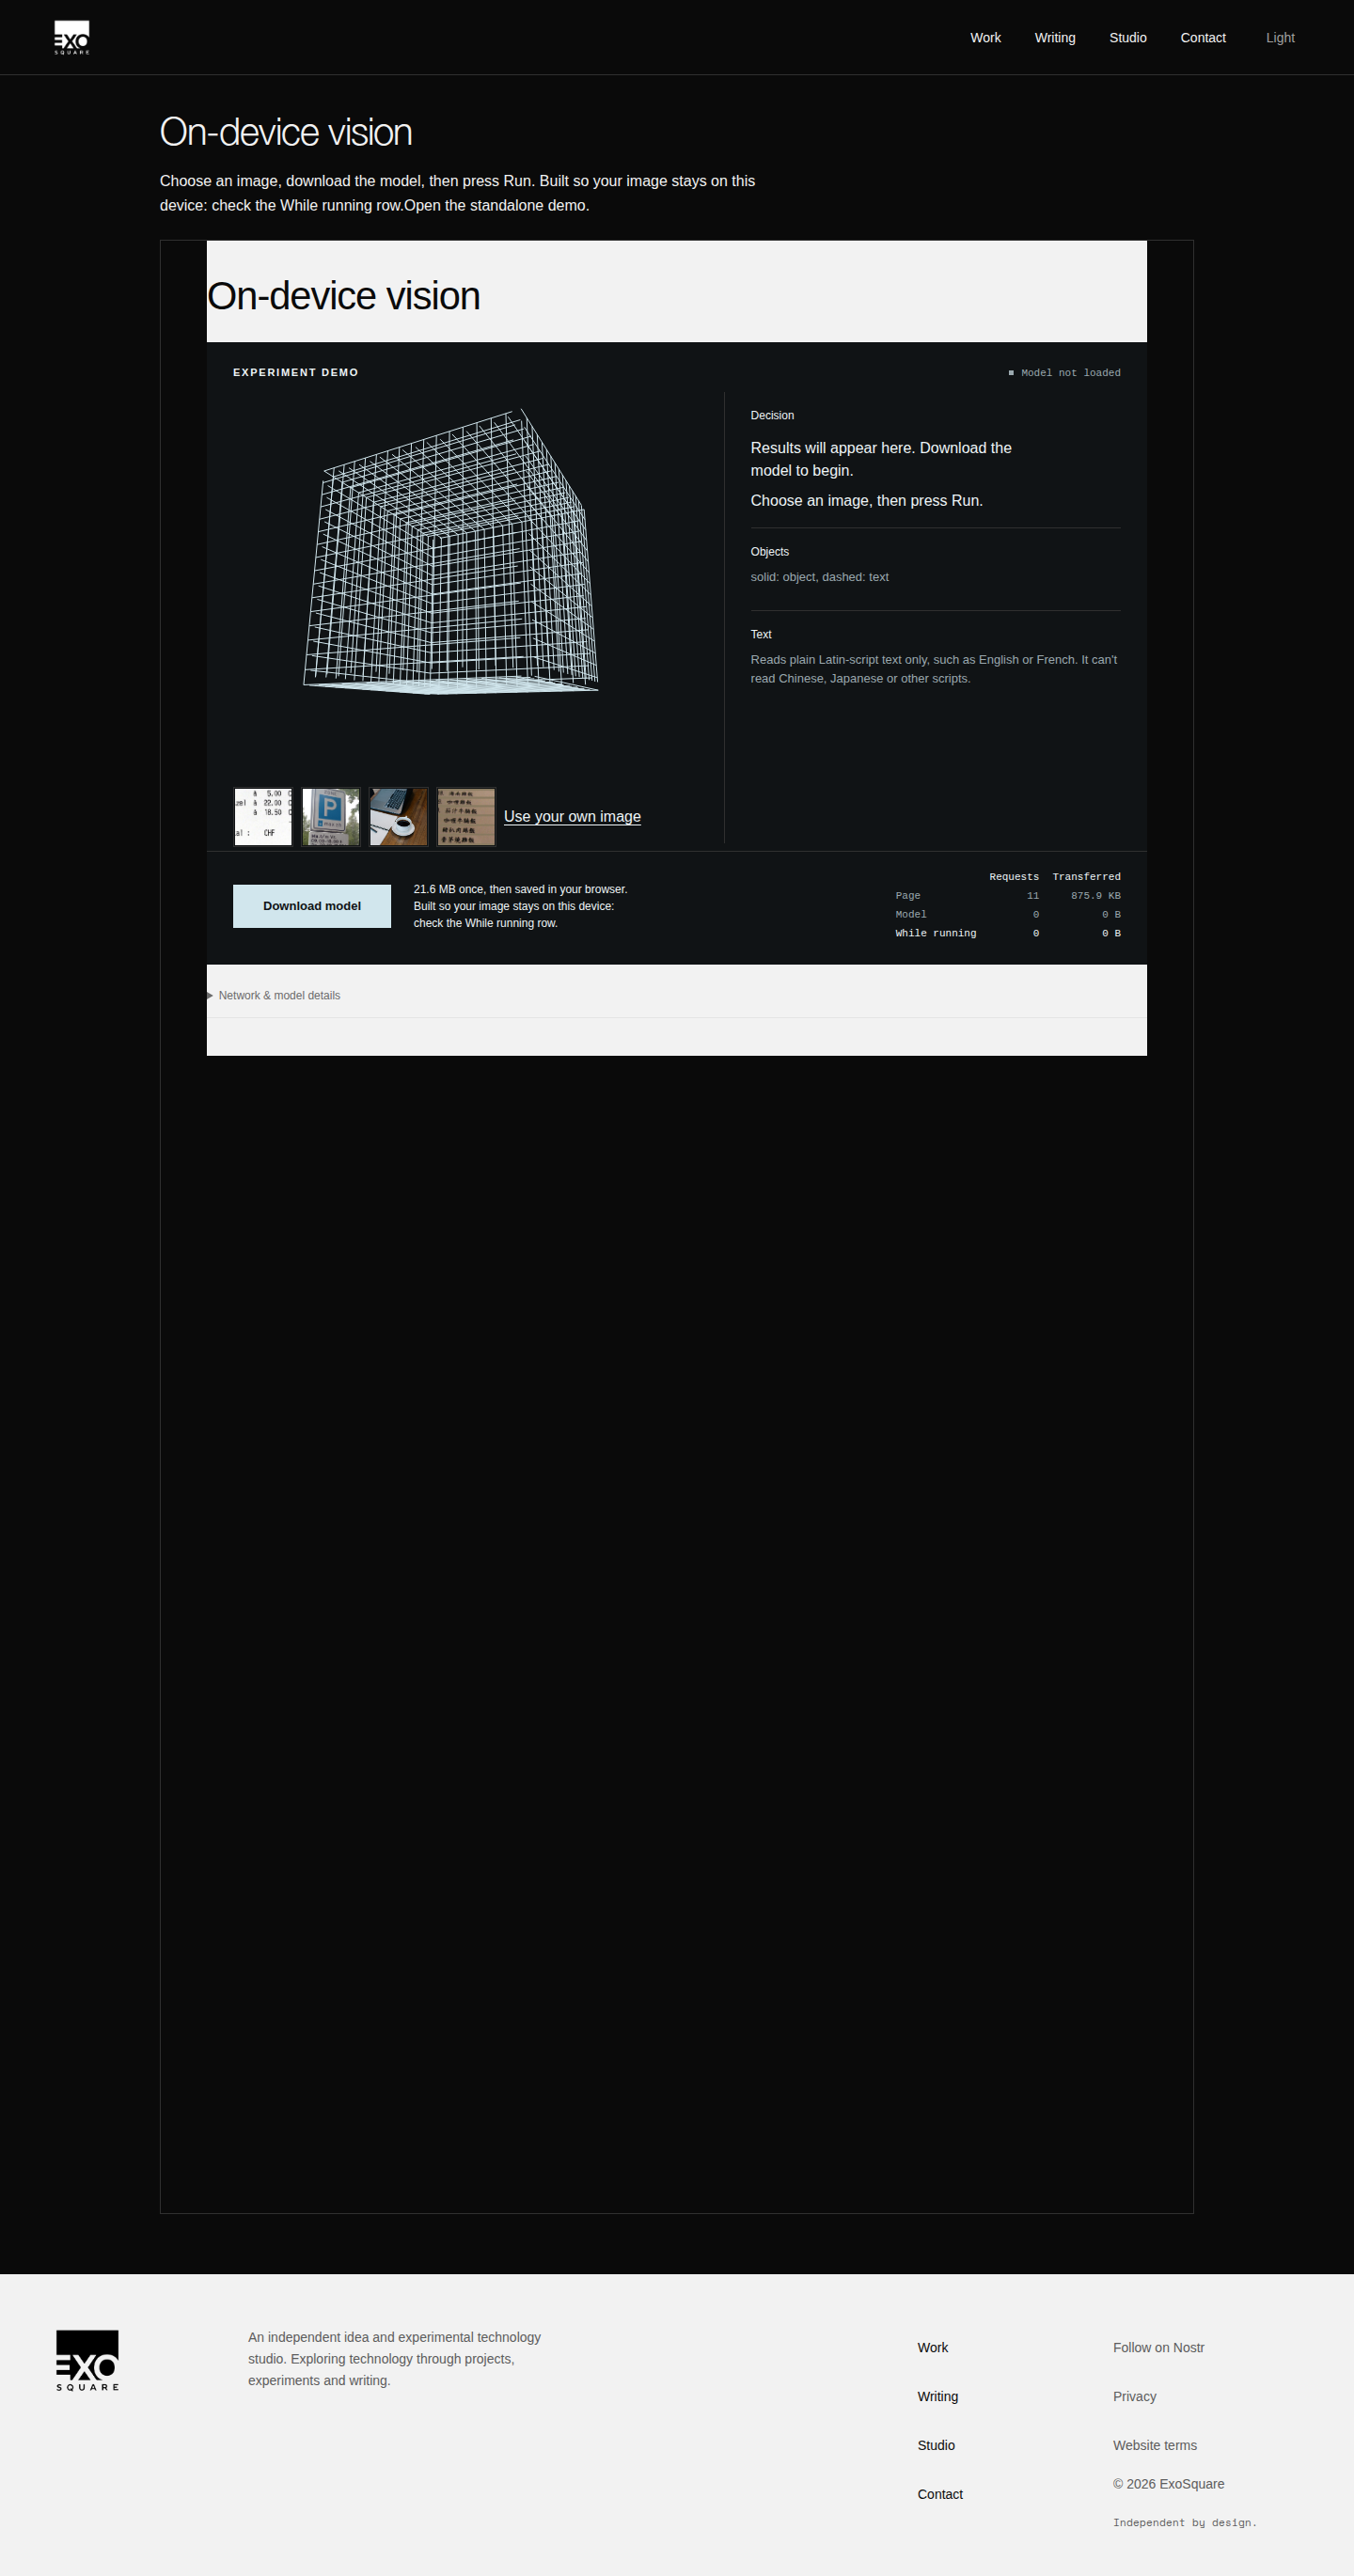 EXO
SQUARE
Work Writing Studio Contact Light
On-device vision
Choose an image, download the model, then press Run. Built so your image stays on this
device: check the While running row.Open the standalone demo.
On-device vision
EXPERIMENT DEMO
Model not loaded
Decision
Results will appear here. Download the
model to begin.
Choose an image, then press Run.
Objects
solid: object, dashed: text
Text
Reads plain Latin-script text only, such as English or French. It can't
read Chinese, Japanese or other scripts.
à 5.00
à 22.00
à 18.50
CHF
P
Use your own image
Download model
21.6 MB once, then saved in your browser.
Built so your image stays on this device:
check the While running row.
Requests Transferred
Page 11 875.9 KB
Model 0 0 B
While running 0 0 B
Network & model details
EXO
SQUARE
An independent idea and experimental technology
studio. Exploring technology through projects,
experiments and writing.
Work
Writing
Studio
Contact
Follow on Nostr
Privacy
Website terms
© 2026 ExoSquare
Independent by design.